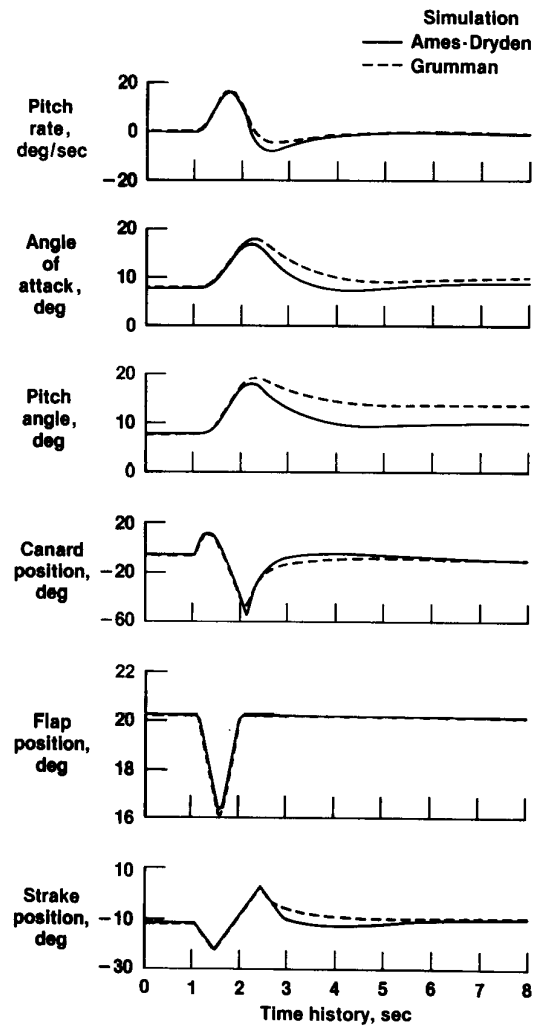 Simulation
Ames-Dryden
Grumman
Pitch
rate,
deg/sec
20
0
−20
Angle
of
attack,
deg
20
10
0
Pitch
angle,
deg
20
10
0
Canard
position,
deg
20
−20
−60
Flap
position,
deg
22
20
18
16
Strake
position,
deg
10
−10
−30
0 1 2 3 4 5 6 7 8
Time history, sec